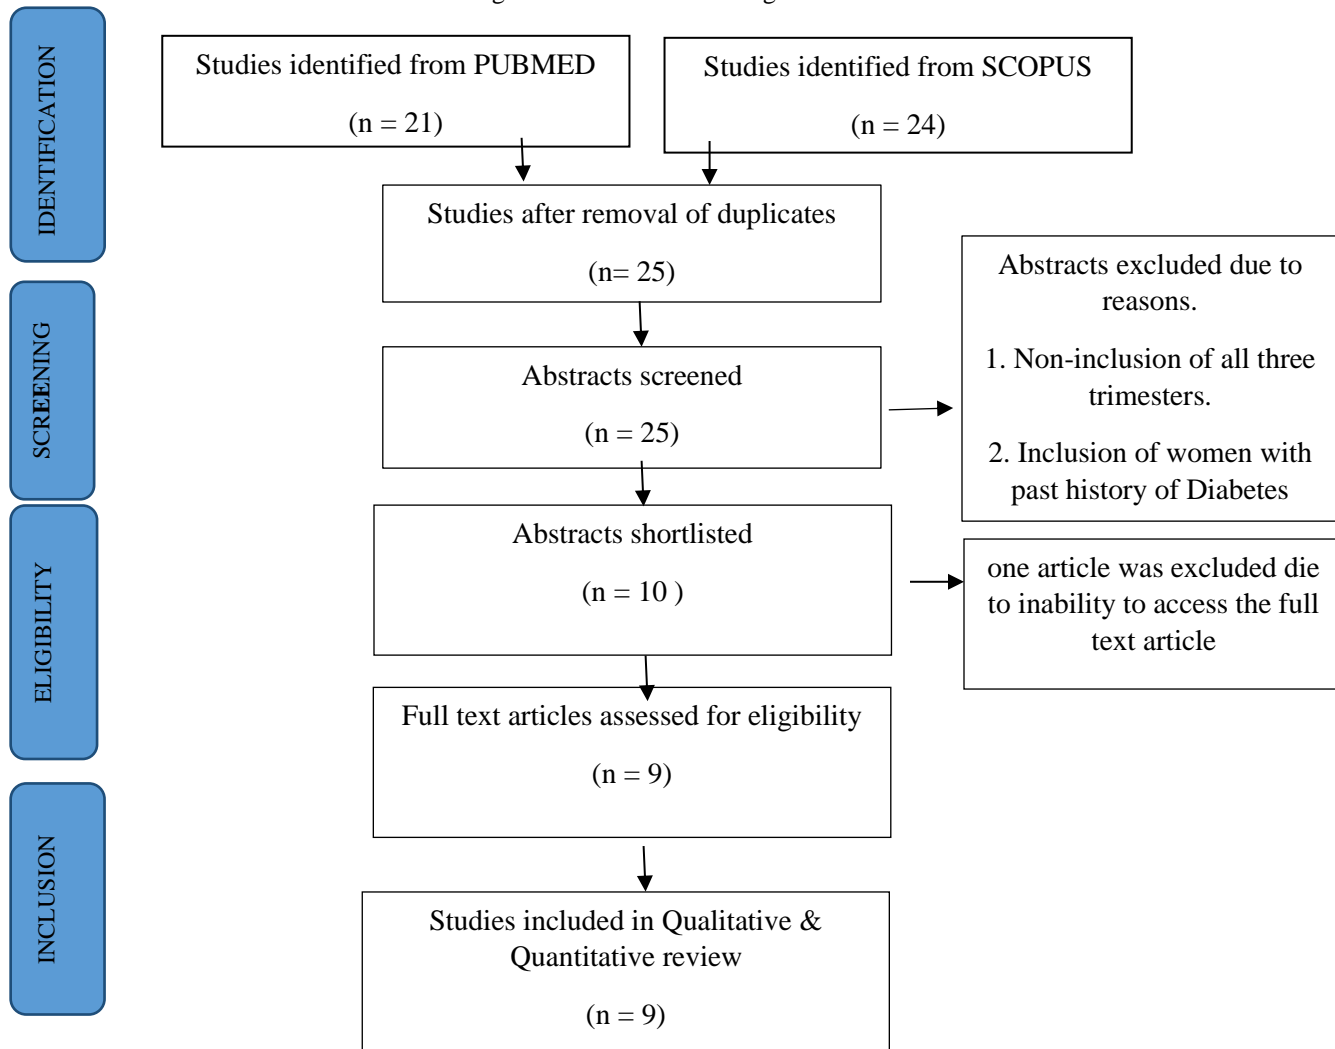 IDENTIFICATION
Studies identified from PUBMED
(n = 21)
Studies identified from SCOPUS
(n = 24)
Studies after removal of duplicates
(n= 25)
SCREENING
Abstracts screened
(n = 25)
Abstracts excluded due to
reasons.
1. Non-inclusion of all three
trimesters.
2. Inclusion of women with
past history of Diabetes
ELIGIBILITY
Abstracts shortlisted
(n = 10 )
one article was excluded die
to inability to access the full
text article
Full text articles assessed for eligibility
(n = 9)
INCLUSION
Studies included in Qualitative &
Quantitative review
(n = 9)